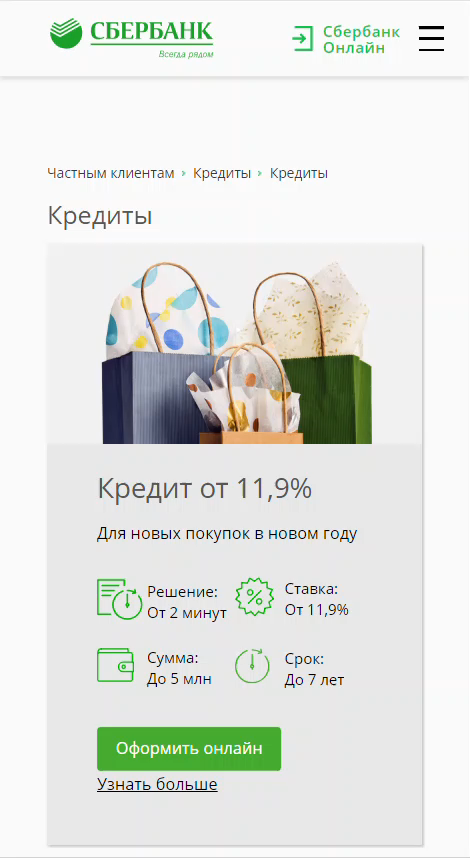 СБЕРБАНК
Всегда рядом
Сбербанк
Онлайн
Частным клиентам › Кредиты › Кредиты
Кредиты
Кредит от 11,9%
Для новых покупок в новом году
Решение:
От 2 минут
Ставка:
От 11,9%
Сумма:
До 5 млн
Срок:
До 7 лет
Оформить онлайн
Узнать больше